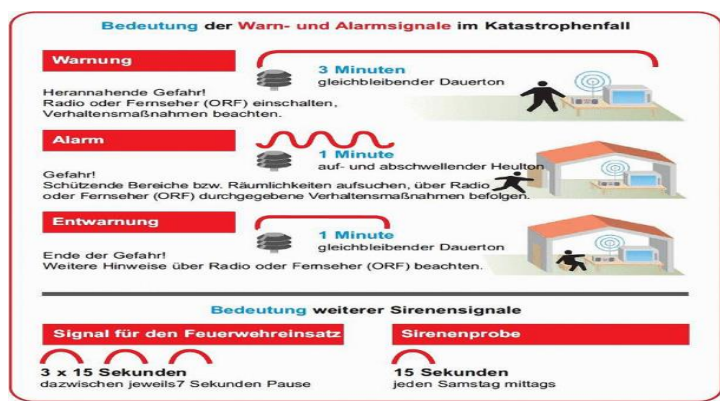 Bedeutung der Warn- und Alarmsignale im Katastrophenfall
Warnung
3 Minuten
gleichbleibender Dauerton
Herannahende Gefahr!
Radio oder Fernseher (ORF) einschalten,
Verhaltensmaßnahmen beachten.
Alarm
1 Minute
auf- und abschwellender Heulton
Gefahr!
Schützende Bereiche bzw. Räumlichkeiten aufsuchen, über Radio
oder Fernseher (ORF) durchgegebene Verhaltensmaßnahmen befolgen.
Entwarnung
1 Minute
gleichbleibender Dauerton
Ende der Gefahr!
Weitere Hinweise über Radio oder Fernseher (ORF) beachten.
Bedeutung weiterer Sirenensignale
Signal für den Feuerwehreinsatz
3 x 15 Sekunden
dazwischen jeweils7 Sekunden Pause
Sirenenprobe
15 Sekunden
jeden Samstag mittags